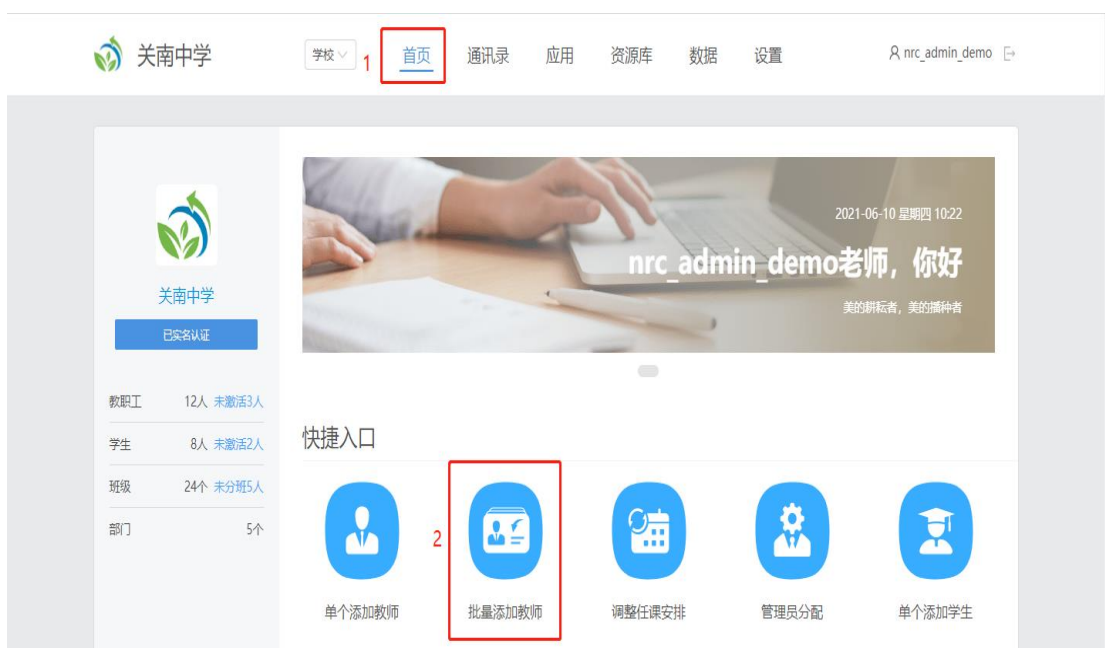 关南中学
学校
1
首页
通讯录
应用
资源库
数据
设置
nrc_admin_demo
2021-06-10 星期四 10:22
nrc_admin_demo老师，你好
美的耕耘者，美的播种者
关南中学
已实名认证
教职工 12人 未激活3人
学生 8人 未激活2人
班级 24个 未分班5人
部门 5个
快捷入口
2
单个添加教师
批量添加教师
调整任课安排
管理员分配
单个添加学生